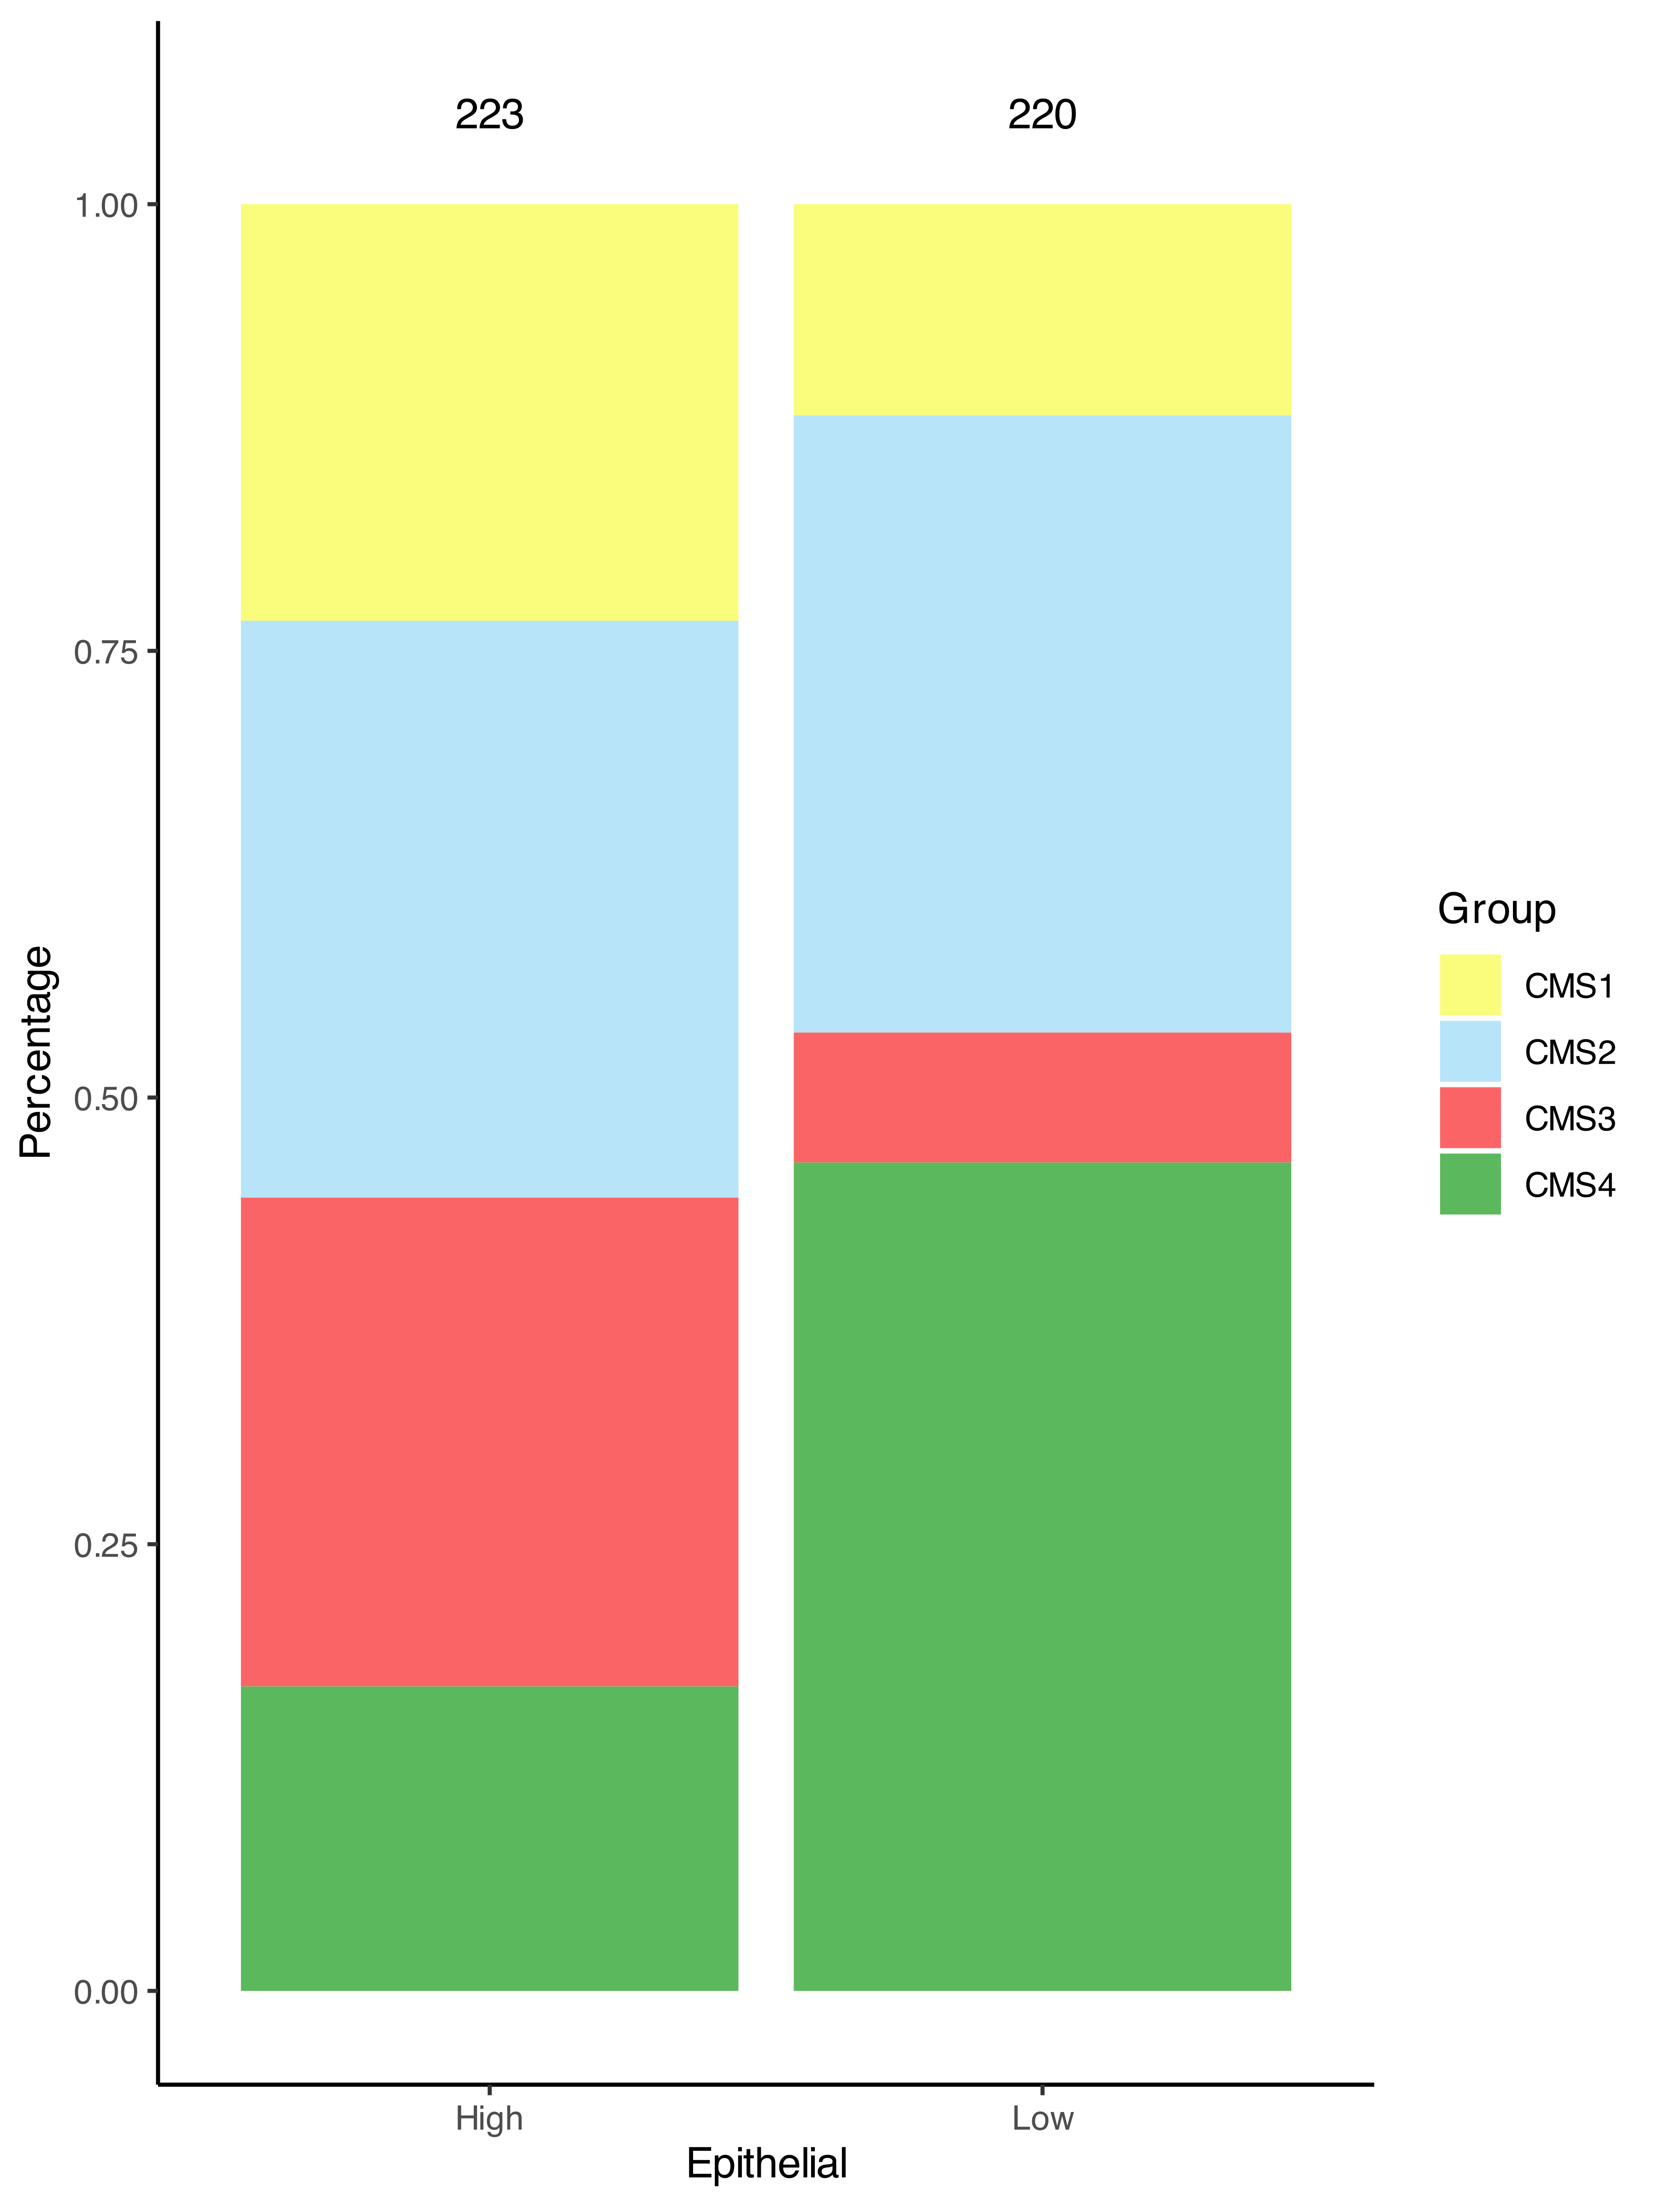 223 220
1.00
0.75
0.50
0.25
0.00
Percentage
High Low
Epithelial
Group
CMS1
CMS2
CMS3
CMS4